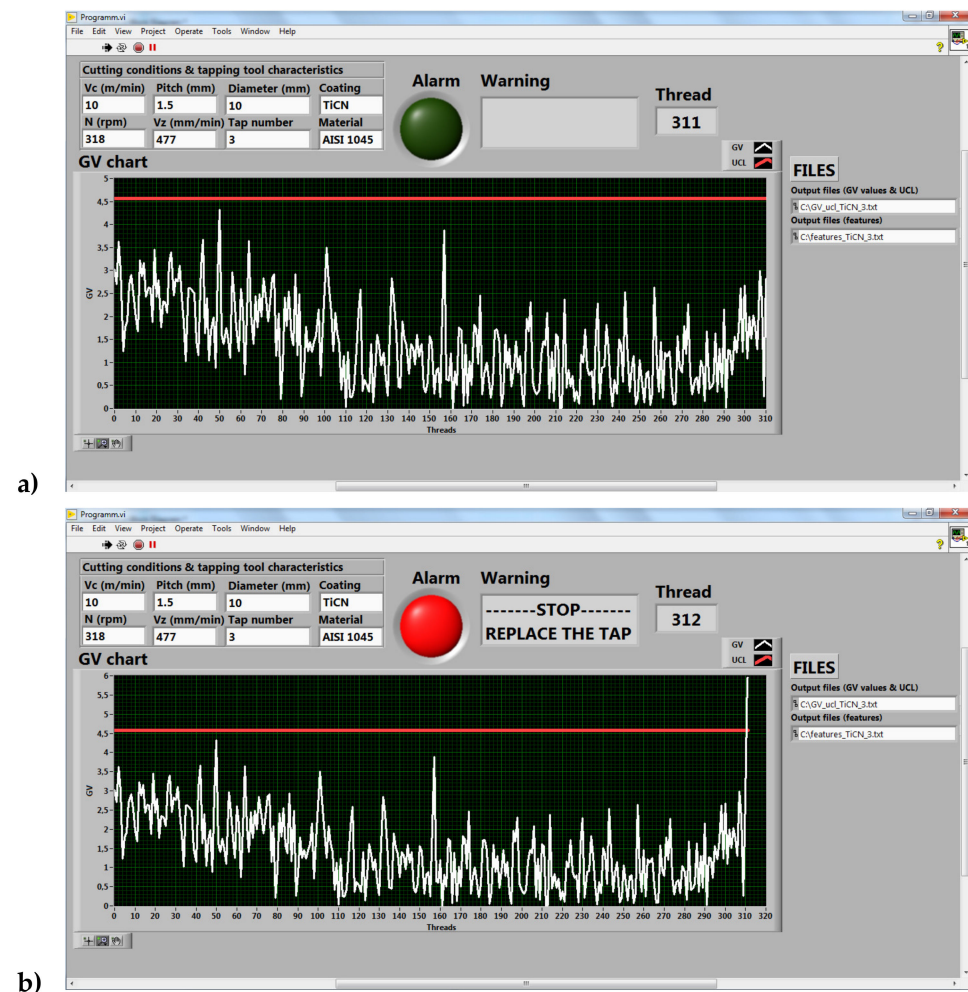 Programm.vi
File Edit View Project Operate Tools Window Help
Cutting conditions & tapping tool characteristics
Vc (m/min) Pitch (mm) Diameter (mm) Coating
10 1.5 10 TiCN
N (rpm) Vz (mm/min) Tap number Material
318 477 3 AISI 1045
Alarm Warning
Thread
311
GV chart
GV
UCL
FILES
Output files (GV values & UCL)
C:\GV_ucl_TiCN_3.txt
Output files (features)
C:\features_TiCN_3.txt
5
4,5
4
3,5
3
2,5
2
1,5
1
0,5
0
GV
0 10 20 30 40 50 60 70 80 90 100 110 120 130 140 150 160 170 180 190 200 210 220 230 240 250 260 270 280 290 300 310
Threads
a)
Programm.vi
File Edit View Project Operate Tools Window Help
Cutting conditions & tapping tool characteristics
Vc (m/min) Pitch (mm) Diameter (mm) Coating
10 1.5 10 TiCN
N (rpm) Vz (mm/min) Tap number Material
318 477 3 AISI 1045
Alarm Warning
-------STOP-------
REPLACE THE TAP
Thread
312
GV chart
GV
UCL
FILES
Output files (GV values & UCL)
C:\GV_ucl_TiCN_3.txt
Output files (features)
C:\features_TiCN_3.txt
6
5,5
5
4,5
4
3,5
3
2,5
2
1,5
1
0,5
0
GV
0 10 20 30 40 50 60 70 80 90 100 110 120 130 140 150 160 170 180 190 200 210 220 230 240 250 260 270 280 290 300 310 320
Threads
b)